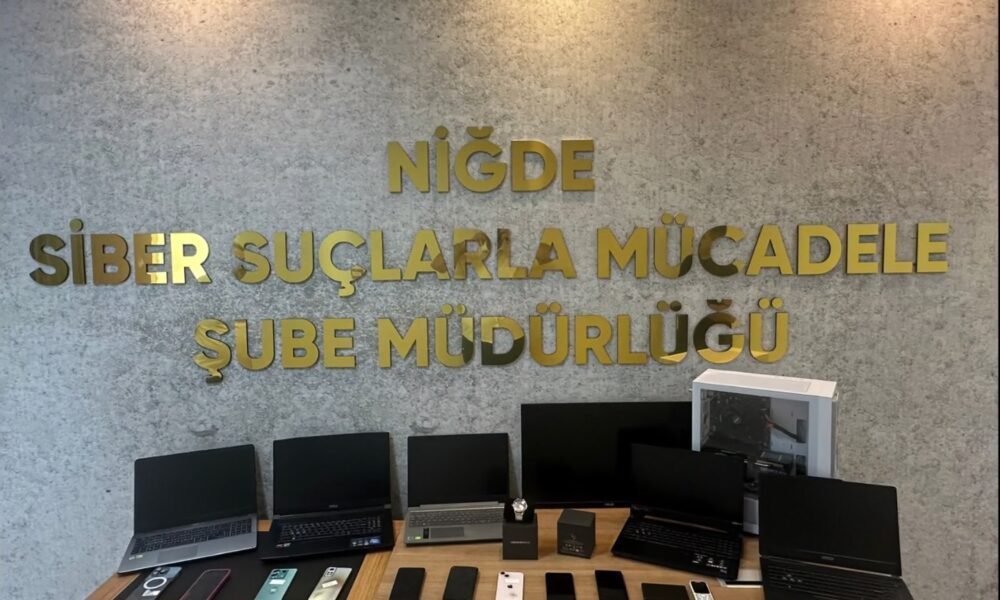 NİĞDE
SİBER SUÇLARLA MÜCADELE
ŞUBE MÜDÜRLÜĞÜ